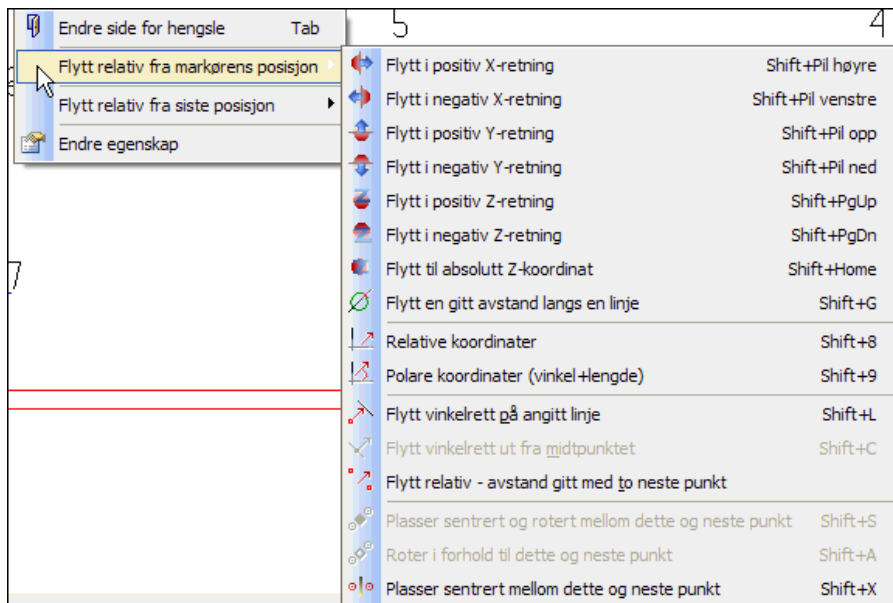 Endre side for hengsle Tab
Flytt relativ fra markørens posisjon
Flytt relativ fra siste posisjon
Endre egenskap
5 4
7
Flytt i positiv X-retning Shift+Pil høyre
Flytt i negativ X-retning Shift+Pil venstre
Flytt i positiv Y-retning Shift+Pil opp
Flytt i negativ Y-retning Shift+Pil ned
Flytt i positiv Z-retning Shift+PgUp
Flytt i negativ Z-retning Shift+PgDn
Flytt til absolutt Z-koordinat Shift+Home
Flytt en gitt avstand langs en linje Shift+G
Relative koordinater Shift+8
Polare koordinater (vinkel+lengde) Shift+9
Flytt vinkelrett på angitt linje Shift+L
Flytt vinkelrett ut fra midtpunktet Shift+C
Flytt relativ - avstand gitt med to neste punkt
Plasser sentrert og rotert mellom dette og neste punkt Shift+S
Roter i forhold til dette og neste punkt Shift+A
Plasser sentrert mellom dette og neste punkt Shift+X